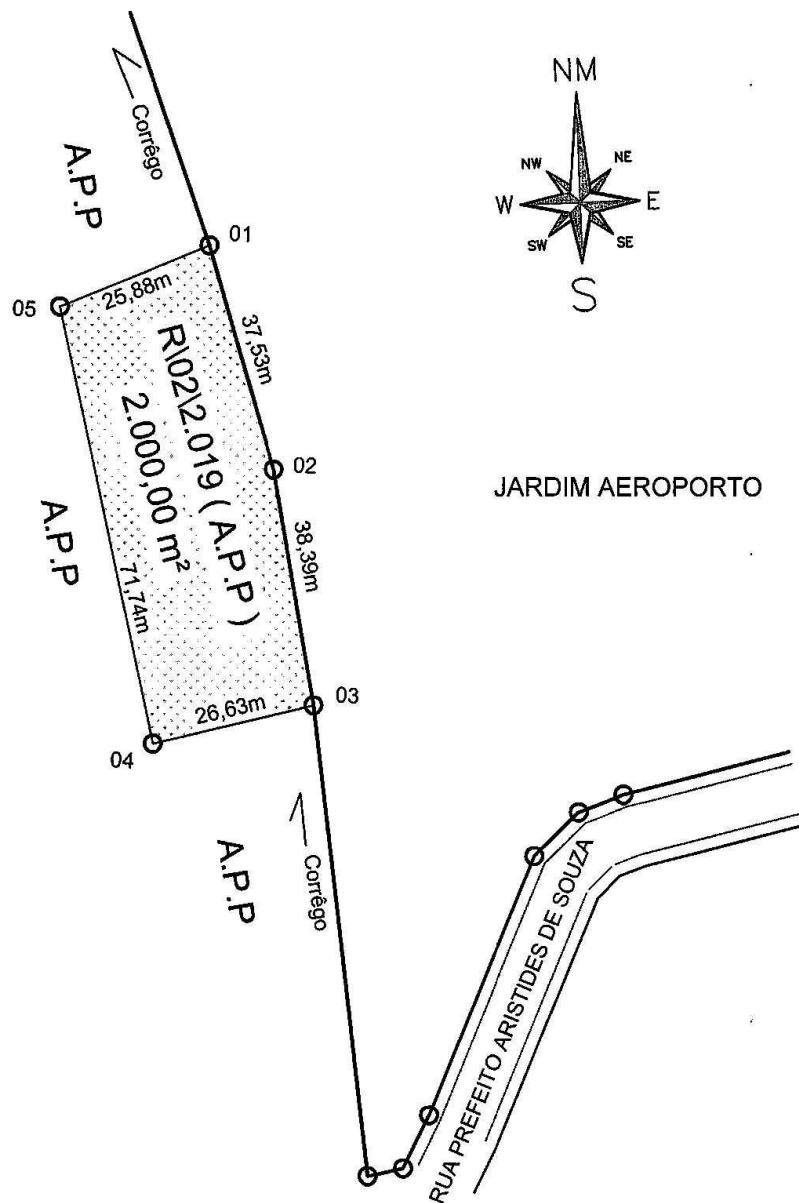 NM
NW
NE
W
E
SW
SE
S
Corrêgo
A.P.P
01
05
25,88m
37,53m
R\02\2.019 ( A.P.P )
2.000,00 m²
02
JARDIM AEROPORTO
A.P.P
71,74m
38,39m
03
26,63m
04
Corrêgo
A.P.P
RUA PREFEITO ARISTIDES DE SOUZA